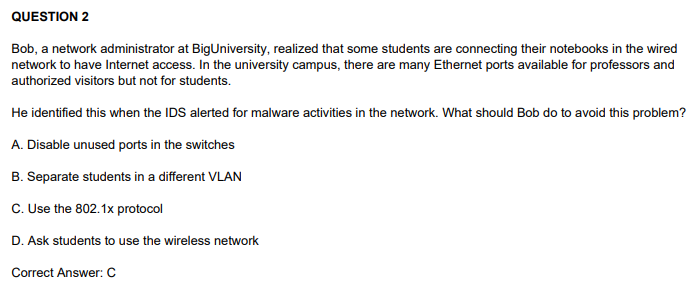 QUESTION 2
Bob, a network administrator at BigUniversity, realized that some students are connecting their notebooks in the wired
network to have Internet access. In the university campus, there are many Ethernet ports available for professors and
authorized visitors but not for students.
He identified this when the IDS alerted for malware activities in the network. What should Bob do to avoid this problem?
A. Disable unused ports in the switches
B. Separate students in a different VLAN
C. Use the 802.1x protocol
D. Ask students to use the wireless network
Correct Answer: C